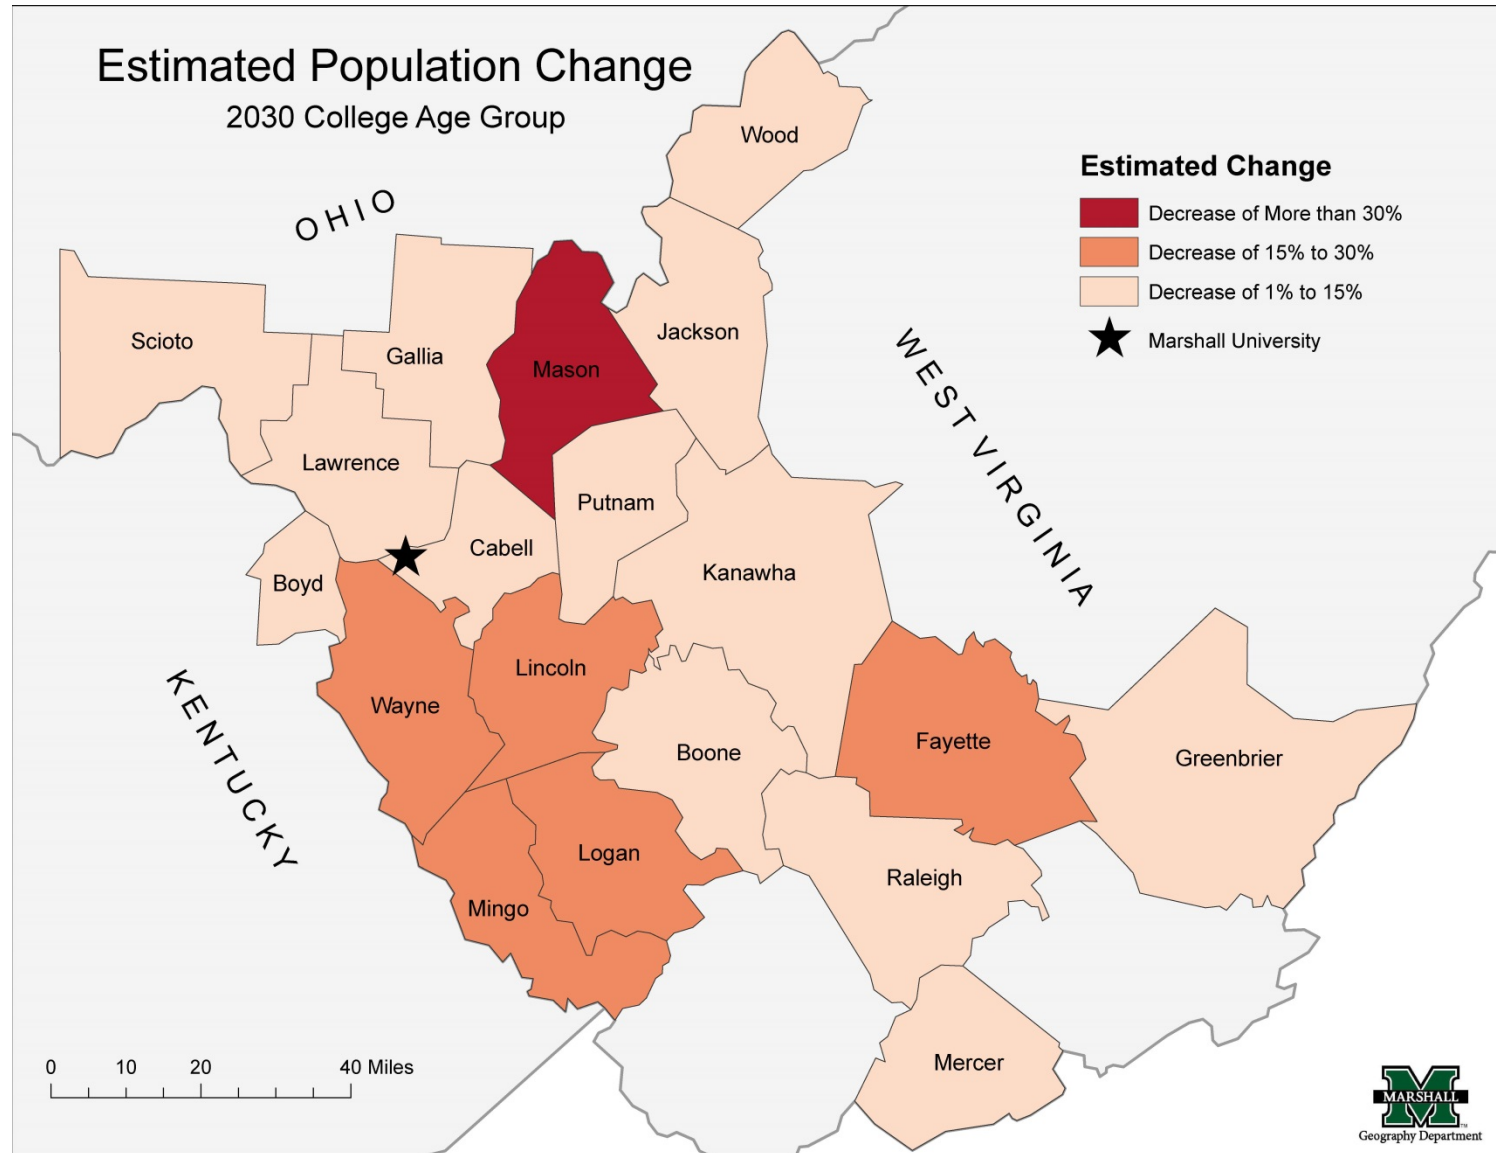 Estimated Population Change
2030 College Age Group
OHIO
WEST VIRGINIA
KENTUCKY
Estimated Change
Decrease of More than 30%
Decrease of 15% to 30%
Decrease of 1% to 15%
Marshall University
Wood
Scioto
Gallia
Mason
Jackson
Lawrence
Putnam
Cabell
Boyd
Kanawha
Lincoln
Wayne
Boone
Fayette
Greenbrier
Logan
Raleigh
Mingo
Mercer
0 10 20 40 Miles
M
MARSHALL
TM
Geography Department